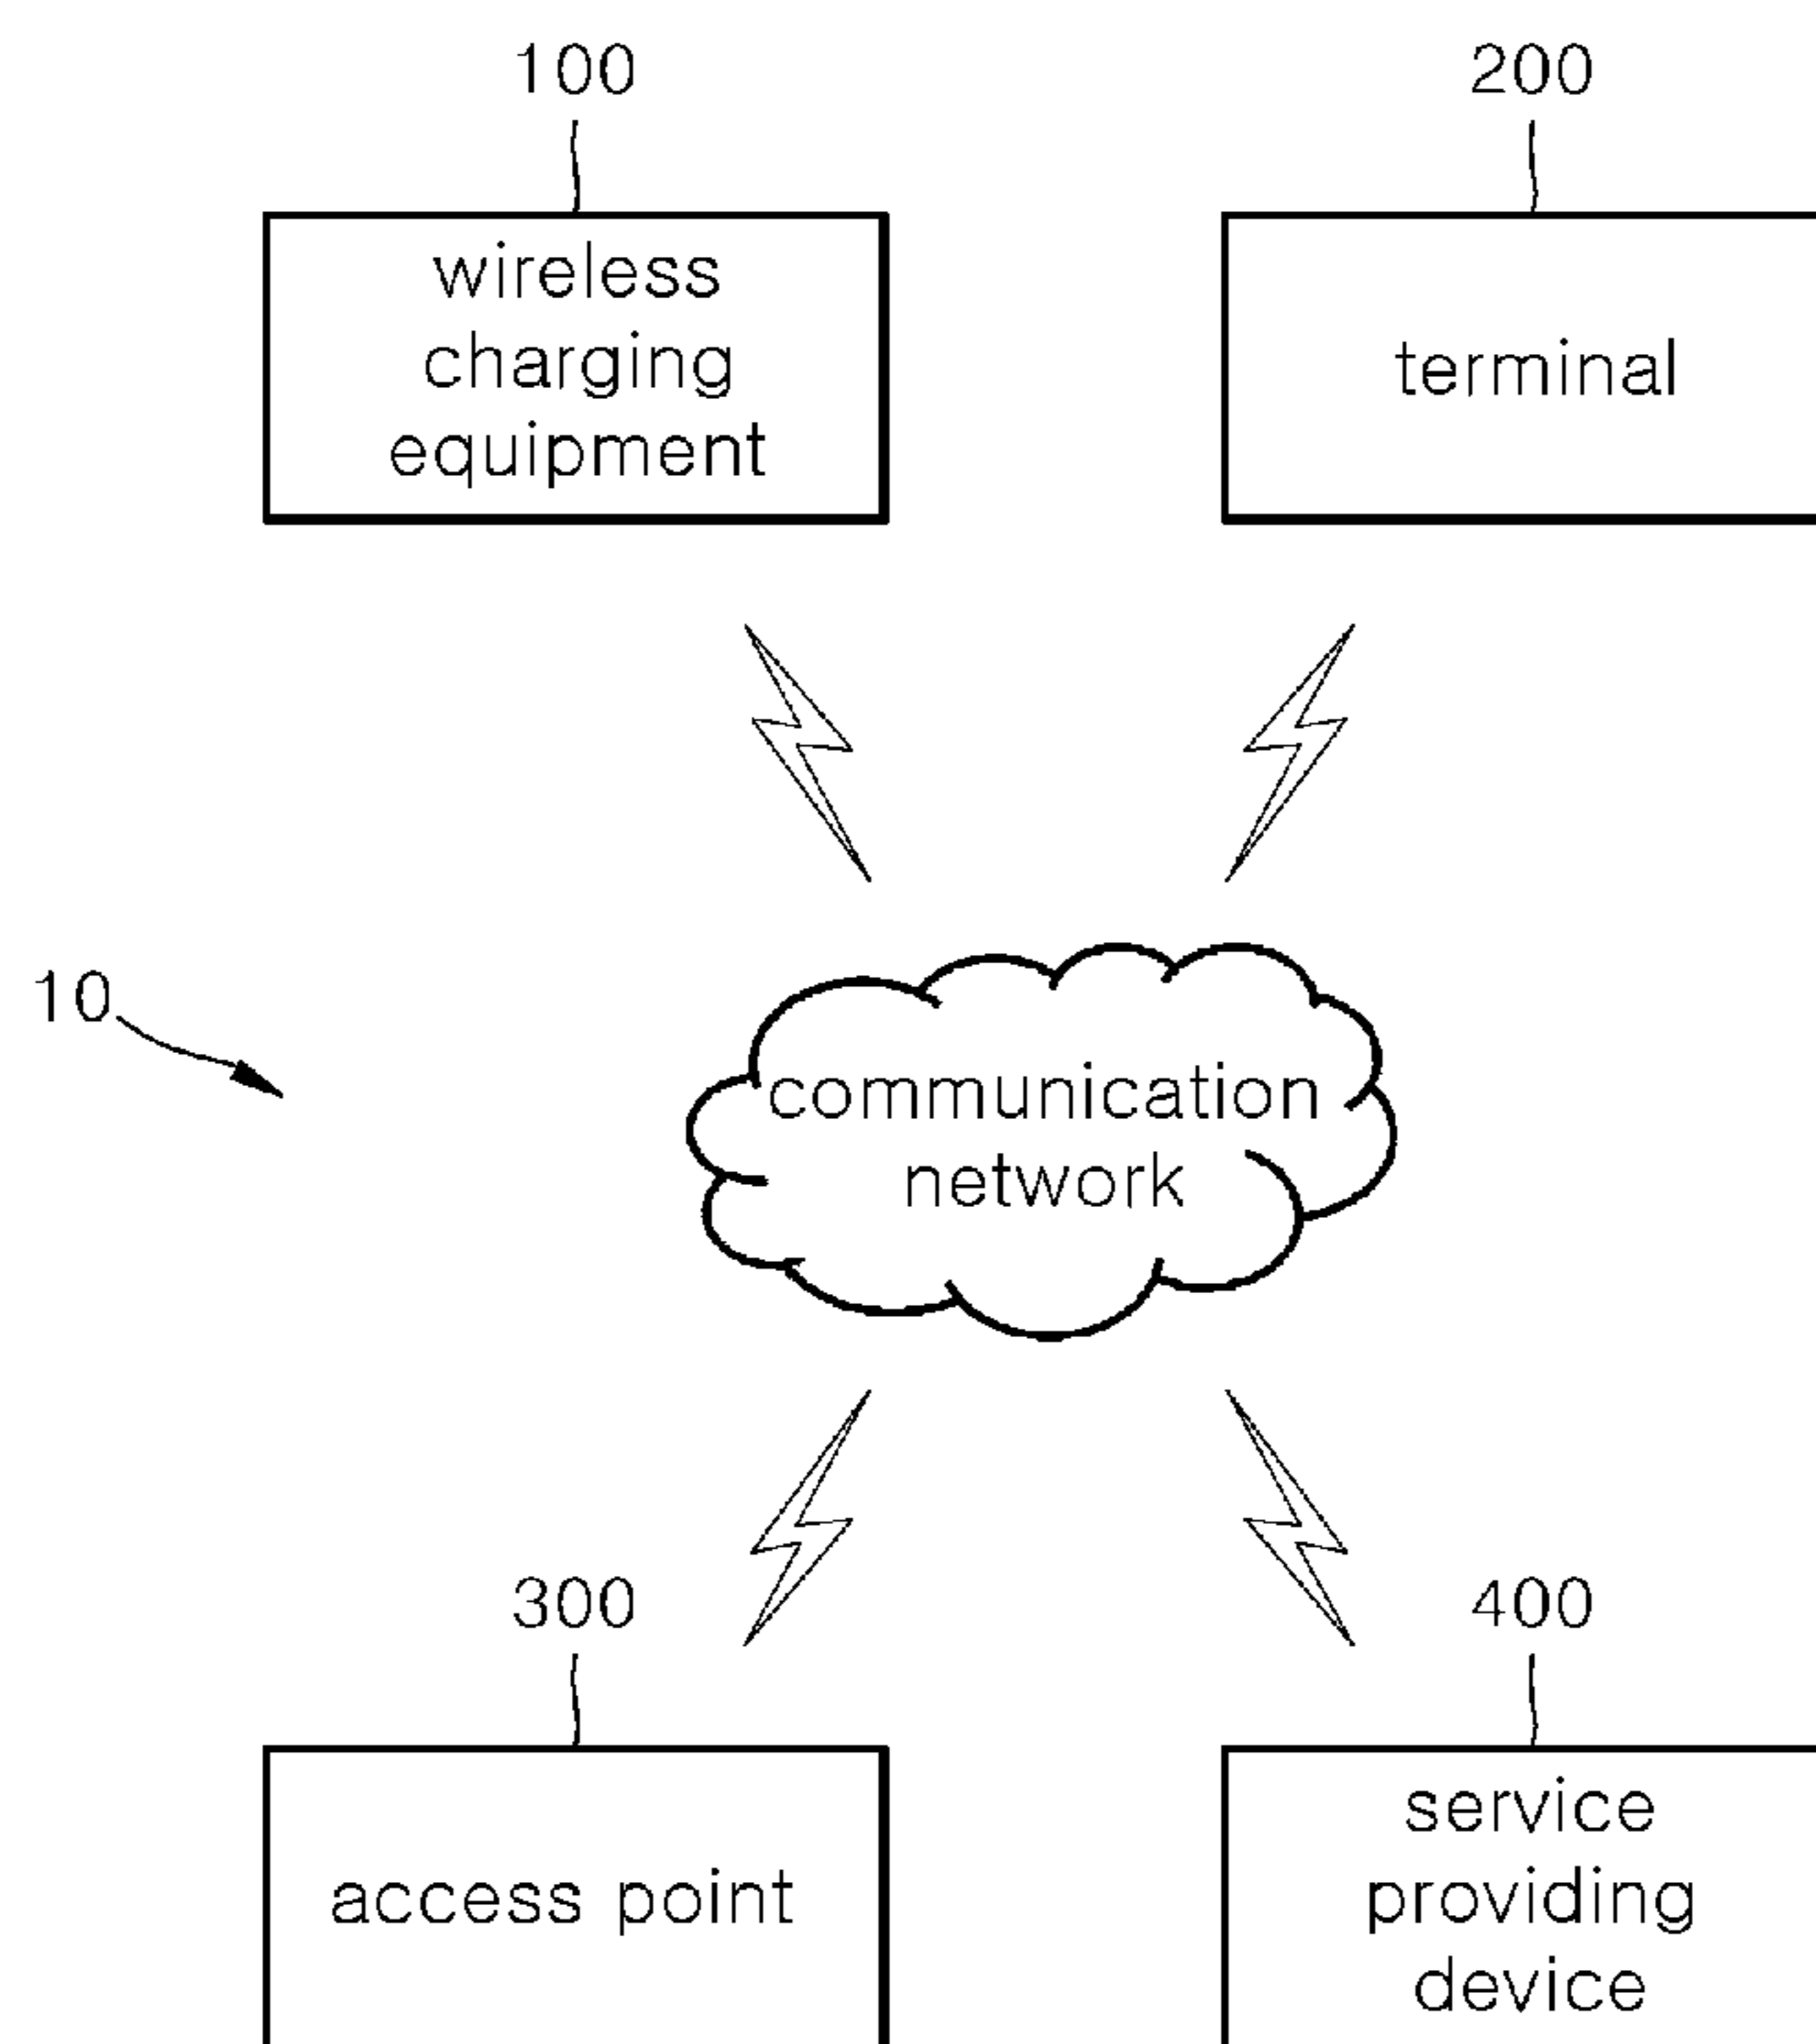 100
200
wireless
charging
equipment
terminal
10
communication
network
300
400
access point
service
providing
device